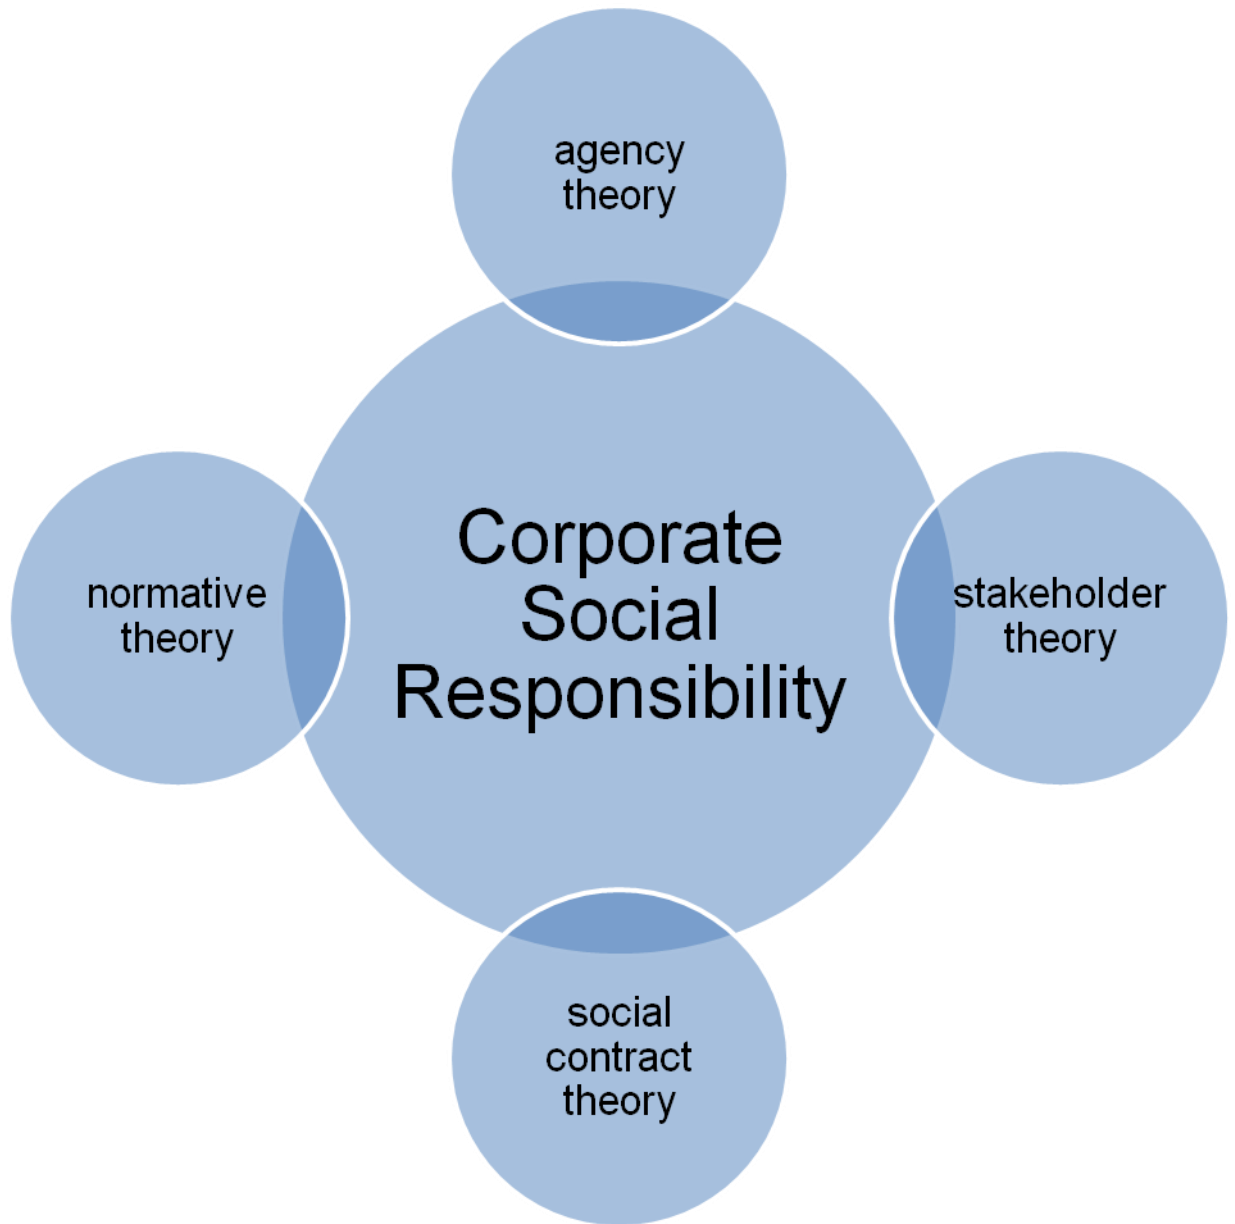 agency
theory
normative
theory
Corporate
Social
Responsibility
stakeholder
theory
social
contract
theory